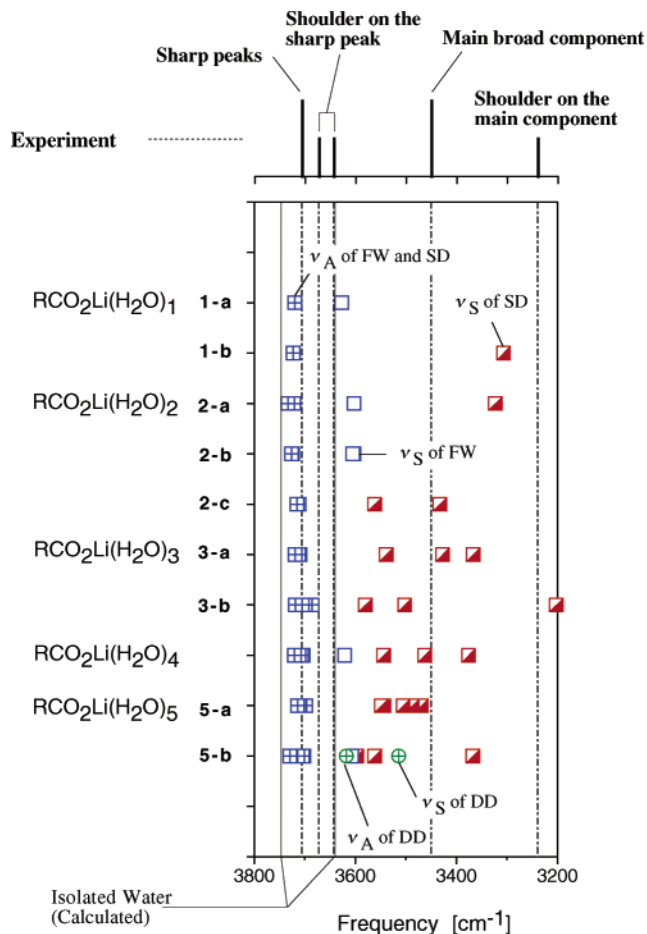 Shoulder on the
sharp peak
Main broad component
Sharp peaks
Shoulder on the
main component
Experiment
ν A of FW and SD
RCO2Li(H2O)1 1-a
ν S of SD
1-b
RCO2Li(H2O)2 2-a
2-b
ν S of FW
2-c
RCO2Li(H2O)3 3-a
3-b
RCO2Li(H2O)4
RCO2Li(H2O)5 5-a
5-b
ν S of DD
ν A of DD
3800 3600 3400 3200
Isolated Water
(Calculated)
Frequency [cm-1]